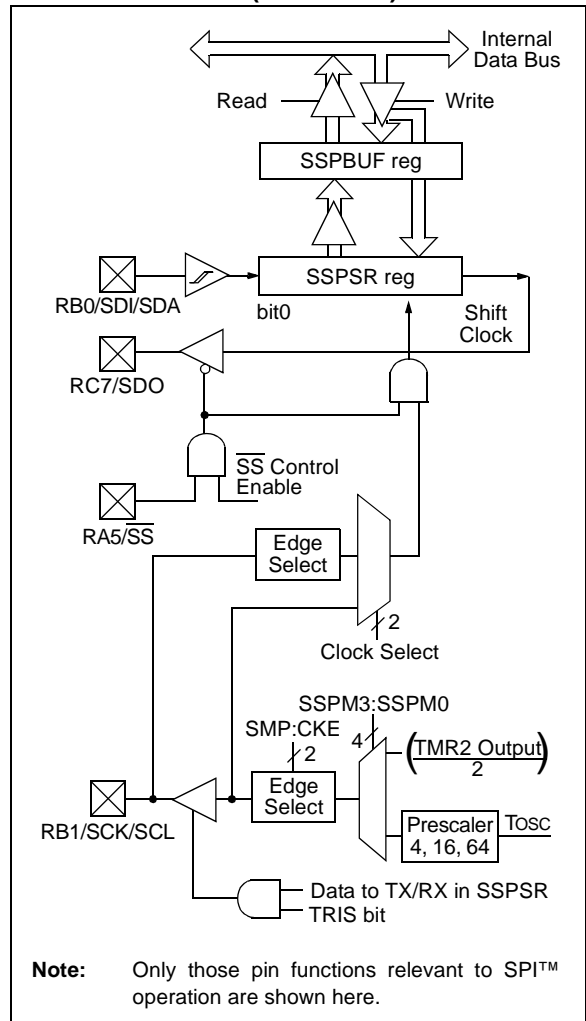 Internal
Data Bus
Read
Write
SSPBUF reg
SSPSR reg
RB0/SDI/SDA
bit0
Shift
Clock
RC7/SDO
SS Control
Enable
RA5/SS
Edge
Select
2
Clock Select
SSPM3:SSPM0
SMP:CKE
4
2
(TMR2 Output)
2
Edge
Select
RB1/SCK/SCL
Prescaler
4, 16, 64
TOSC
Data to TX/RX in SSPSR
TRIS bit
Note: Only those pin functions relevant to SPI™
operation are shown here.